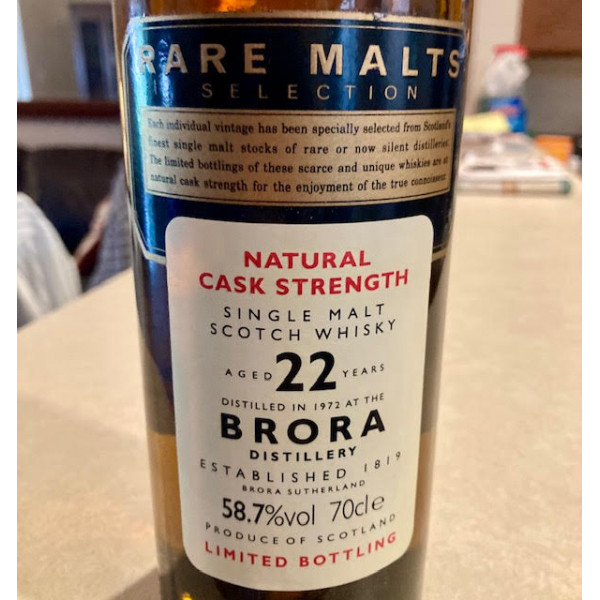 RARE MALTS
SELECTION
Each individual vintage has been specially selected from Scotland's
finest single malt stocks of rare or now silent distilleries.
The limited bottlings of these scarce and unique whiskies are at
natural cask strength for the enjoyment of the true connoisseur.
NATURAL
CASK STRENGTH
SINGLE MALT
SCOTCH WHISKY
AGED 22 YEARS
DISTILLED IN 1972 AT THE
BRORA
DISTILLERY
ESTABLISHED 1819
BRORA SUTHERLAND
58.7%vol 70cle
PRODUCE OF SCOTLAND
LIMITED BOTTLING